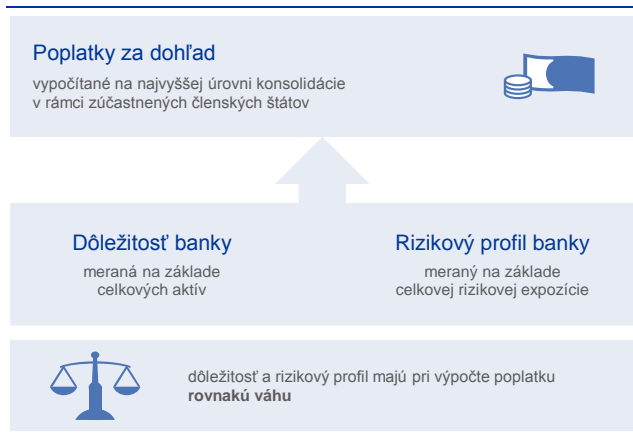 Poplatky za dohľad
vypočítané na najvyššej úrovni konsolidácie
v rámci zúčastnených členských štátov
Dôležitosť banky
meraná na základe
celkových aktív
Rizikový profil banky
meraný na základe
celkovej rizikovej expozície
dôležitosť a rizikový profil majú pri výpočte poplatku
rovnakú váhu